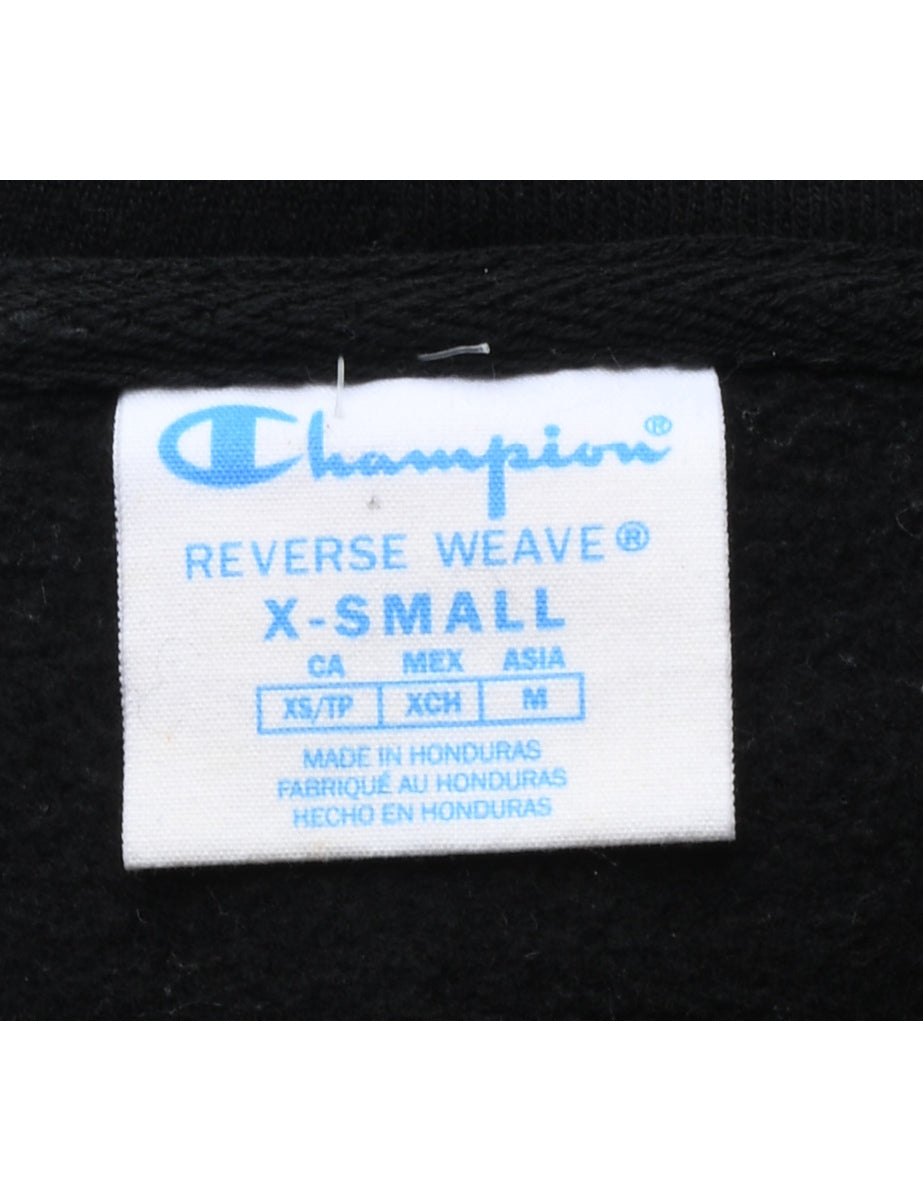 Champion®
REVERSE WEAVE®
X-SMALL
CA MEX ASIA
XS/TP XCH M
MADE IN HONDURAS
FABRIQUÉ AU HONDURAS
HECHO EN HONDURAS